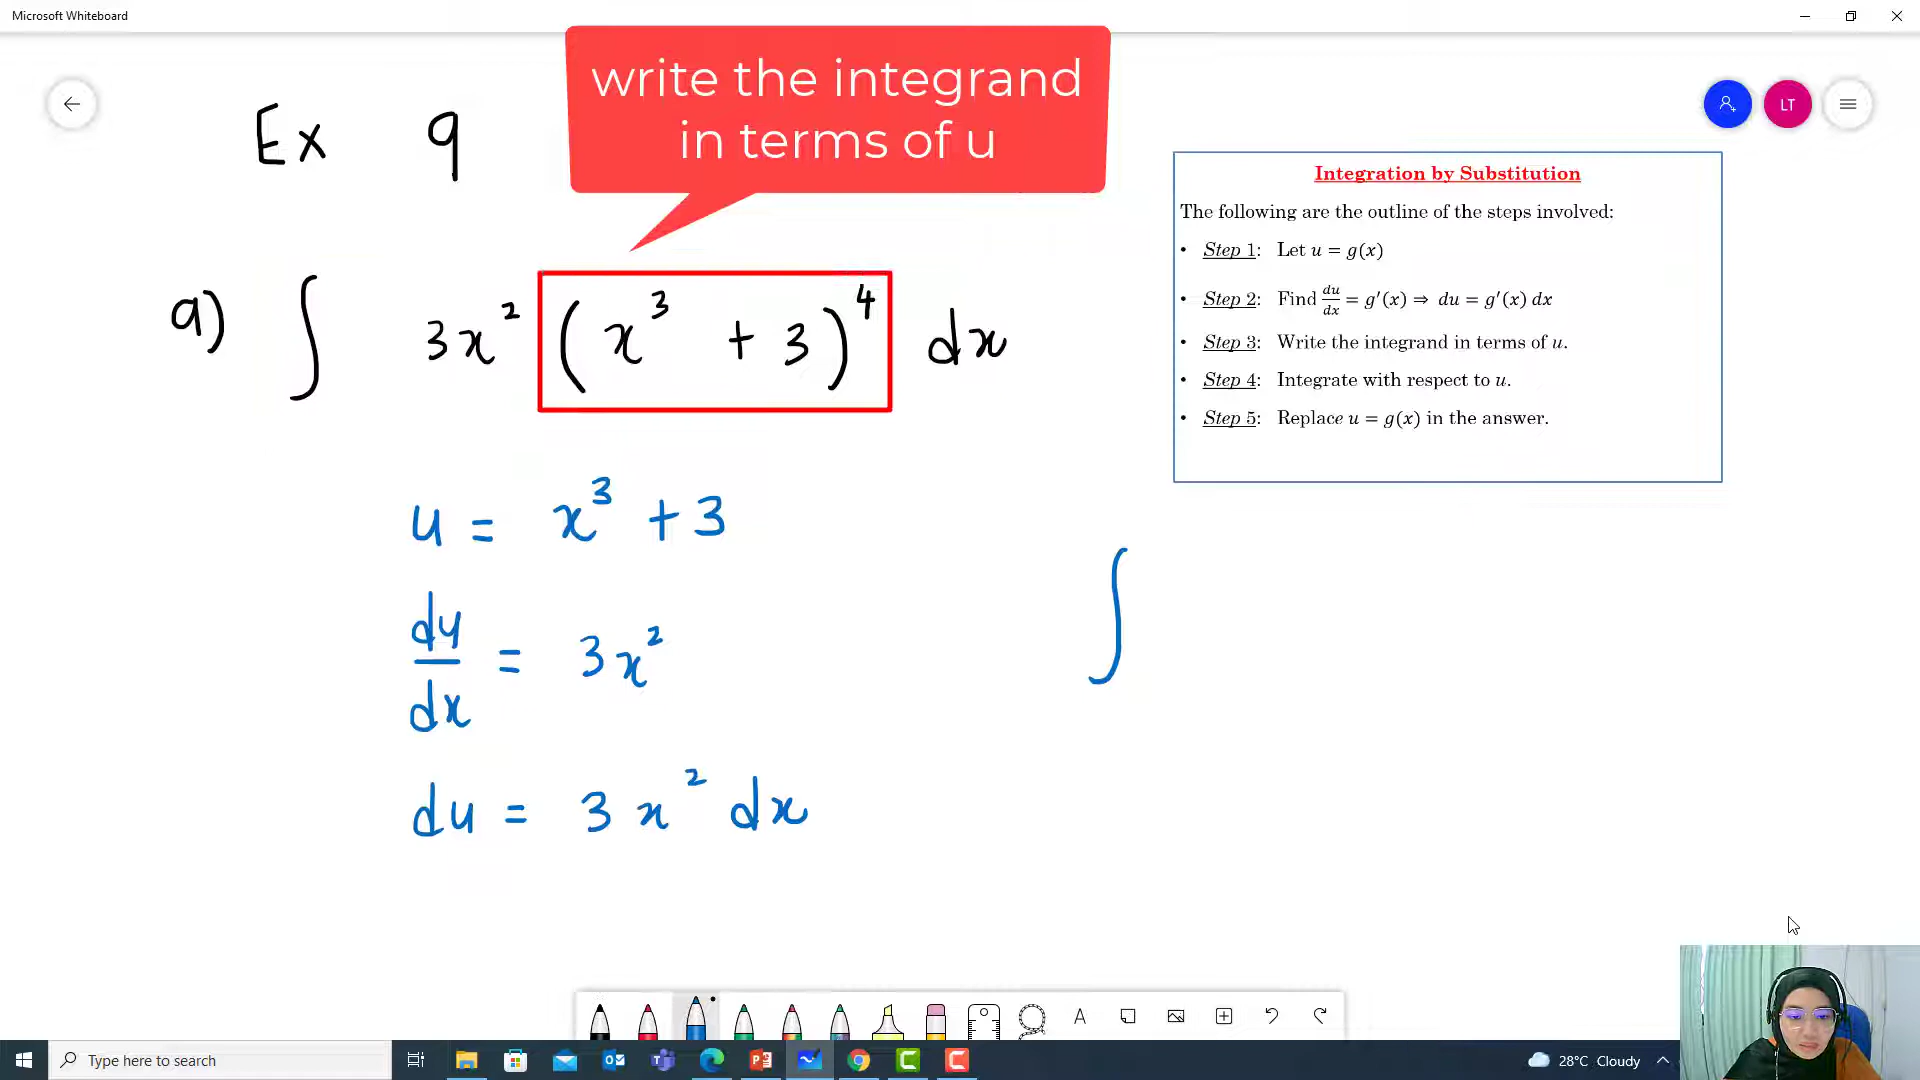 Microsoft Whiteboard
write the integrand
in terms of u
Ex 9
LT
Integration by Substitution
The following are the outline of the steps involved:
• Step 1: Let u = g(x)
• Step 2: Find du/dx = g′(x) ⇒ du = g′(x) dx
• Step 3: Write the integrand in terms of u.
• Step 4: Integrate with respect to u.
• Step 5: Replace u = g(x) in the answer.
a) ∫ 3x² (x³ + 3)⁴ dx
u = x³ + 3
du/dx = 3x²
∫
du = 3x² dx
A
Type here to search
28°C Cloudy